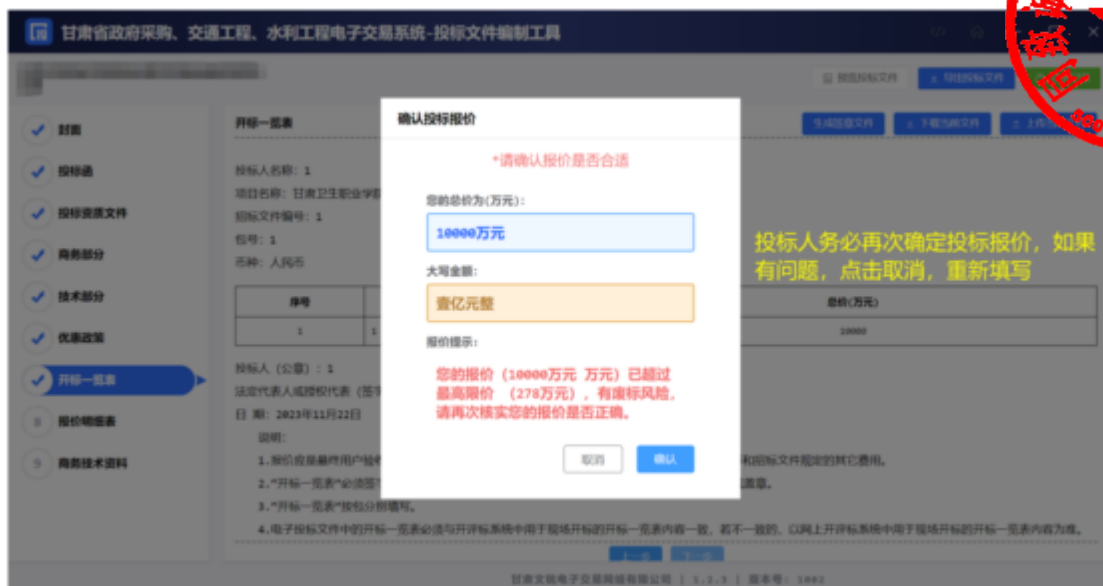 甘肃省政府采购、交通工程、水利工程电子交易系统-投标文件编制工具
预览投标文件
导出投标文件
封面
投标函
投标资质文件
商务部分
技术部分
优惠政策
开标一览表
8 报价明细表
9 商务技术资料
开标一览表
生成签章文件
下载当前文件
投标人名称: 1
项目名称: 甘肃卫生职业学院
招标文件编号: 1
包号: 1
币种: 人民币
序号
总价(万元)
1
1
10000
投标人 (公章) : 1
法定代表人或授权代表 (签字
日 期: 2023年11月22日
说明:
1.报价应是最终用户验收
和招标文件规定的其它费用。
2."开标一览表"必须签
盖章。
3."开标一览表"按包分别填写。
4.电子投标文件中的开标一览表必须与开评标系统中用于现场开标的开标一览表内容一致, 若不一致的, 以网上开评标系统中用于现场开标的开标一览表内容为准。
确认投标报价
*请确认报价是否合适
您的总价为(万元):
10000万元
大写金额:
壹亿元整
报价提示:
您的报价 (10000万元 万元) 已超过
最高限价 (278万元) , 有废标风险,
请再次核实您的报价是否正确。
取消
确认
投标人务必再次确定投标报价, 如果
有问题, 点击取消, 重新填写
上一步
下一步
甘肃文锐电子交易网络有限公司 | 1.2.3 | 版本号: 1002